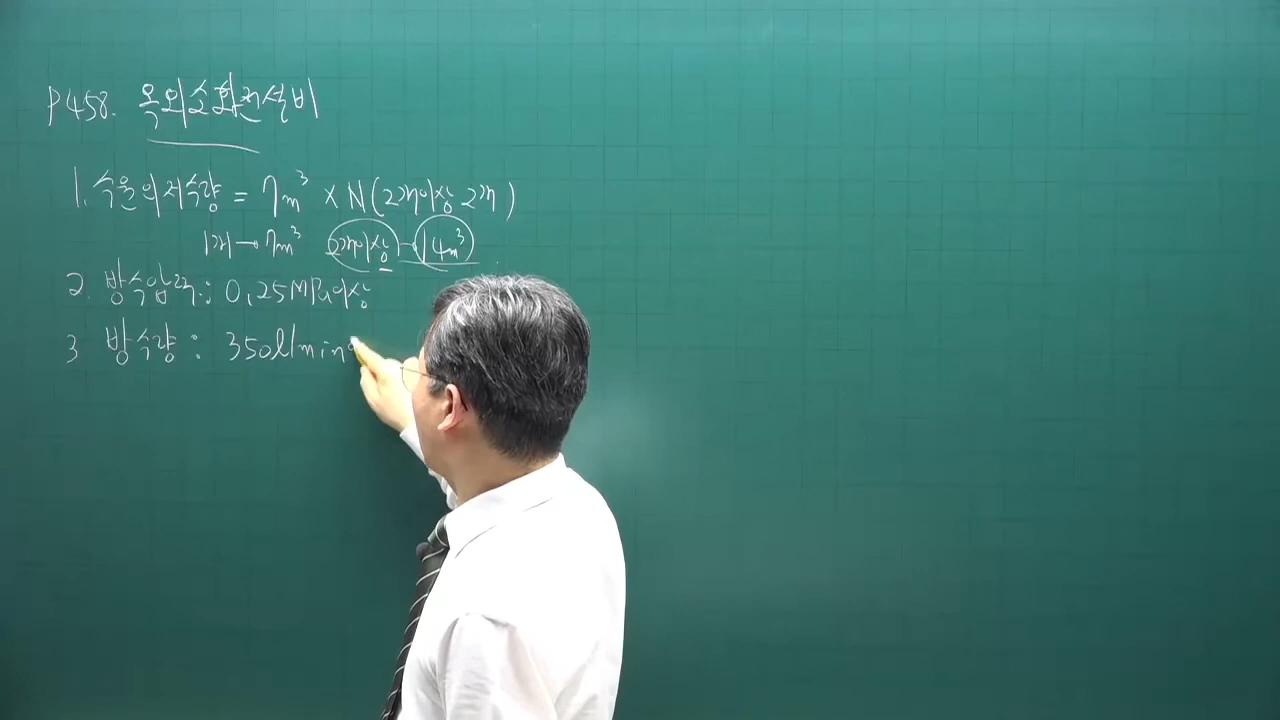 P458. 옥외소화전설비
1. 수원의 저수량 = 7m³ × N(2개이상 2개)
1개 → 7m³ 2개이상 → 14m³
2. 방수압력 : 0.25MPa이상
3 방수량 : 350l/min